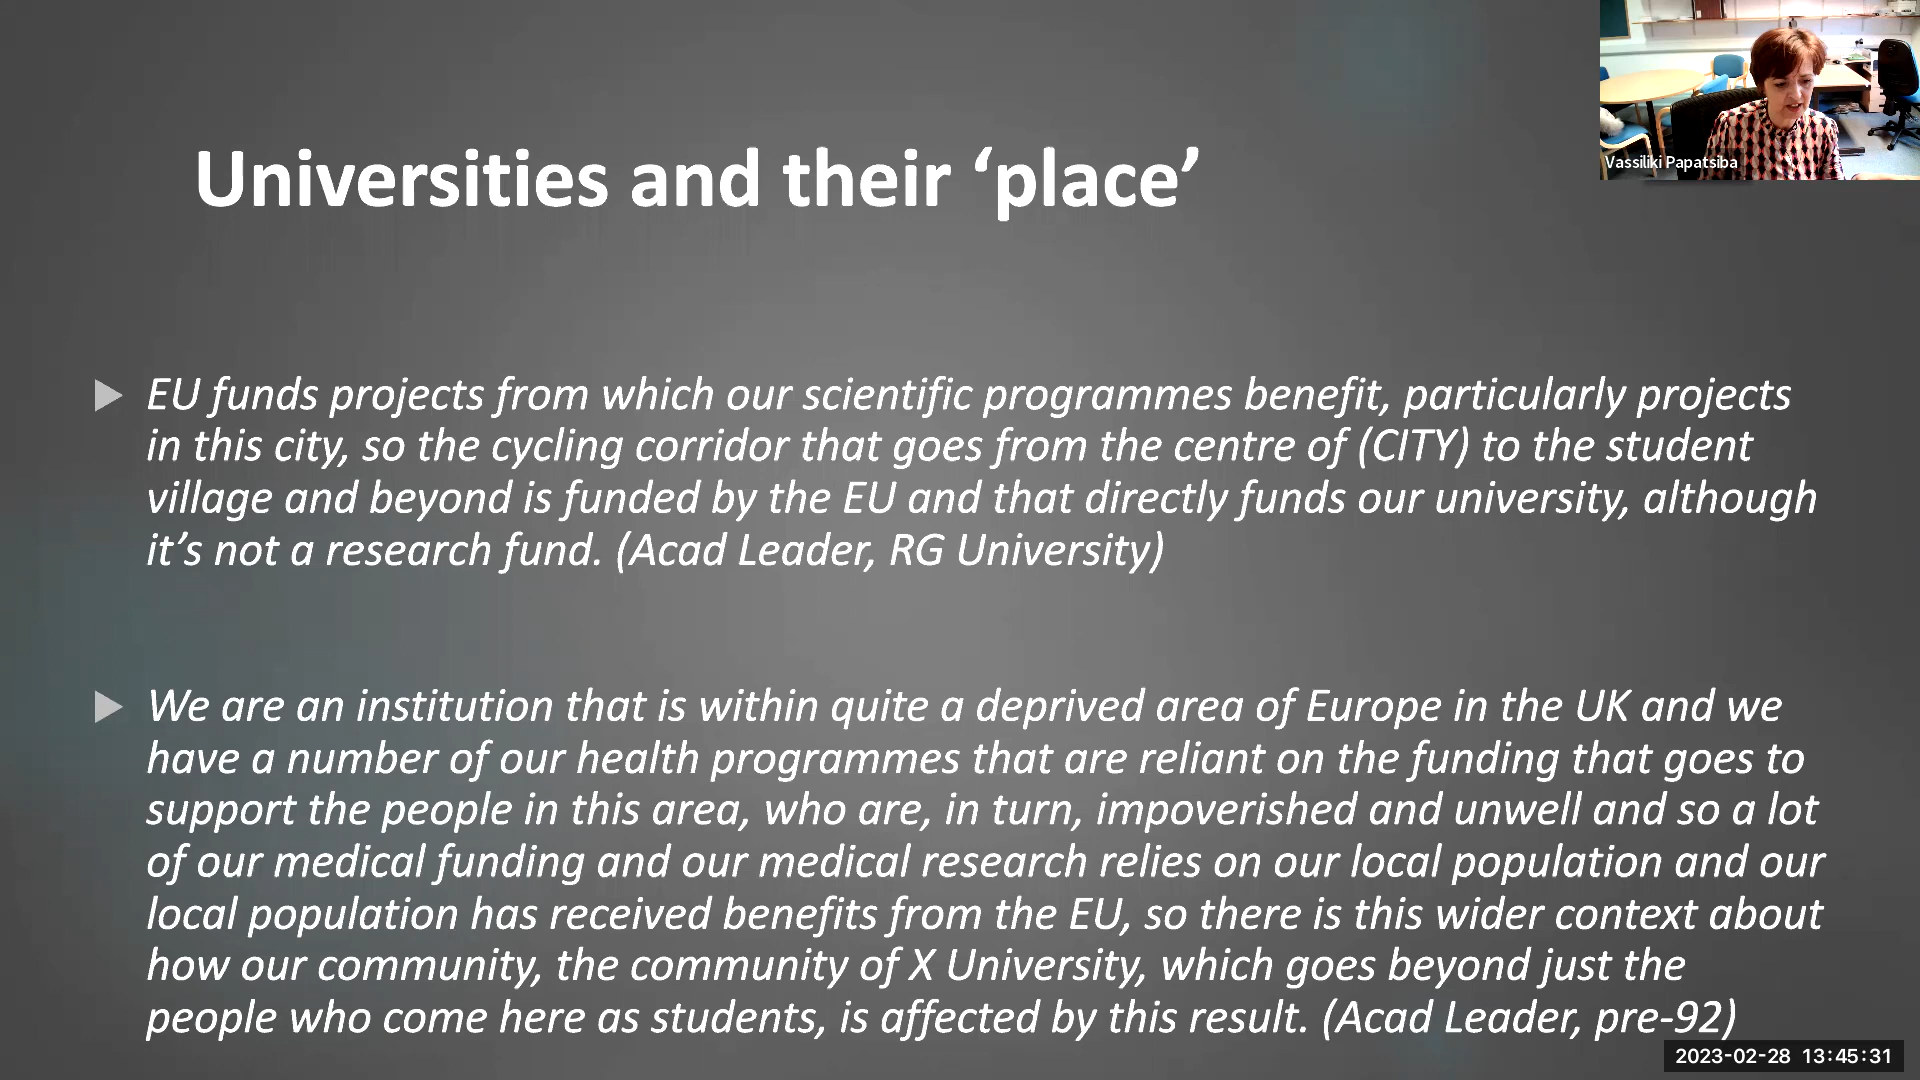 Universities and their ‘place’
Vassiliki Papatsiba
EU funds projects from which our scientific programmes benefit, particularly projects
in this city, so the cycling corridor that goes from the centre of (CITY) to the student
village and beyond is funded by the EU and that directly funds our university, although
it’s not a research fund. (Acad Leader, RG University)
We are an institution that is within quite a deprived area of Europe in the UK and we
have a number of our health programmes that are reliant on the funding that goes to
support the people in this area, who are, in turn, impoverished and unwell and so a lot
of our medical funding and our medical research relies on our local population and our
local population has received benefits from the EU, so there is this wider context about
how our community, the community of X University, which goes beyond just the
people who come here as students, is affected by this result. (Acad Leader, pre-92)
2023-02-28 13:45:31